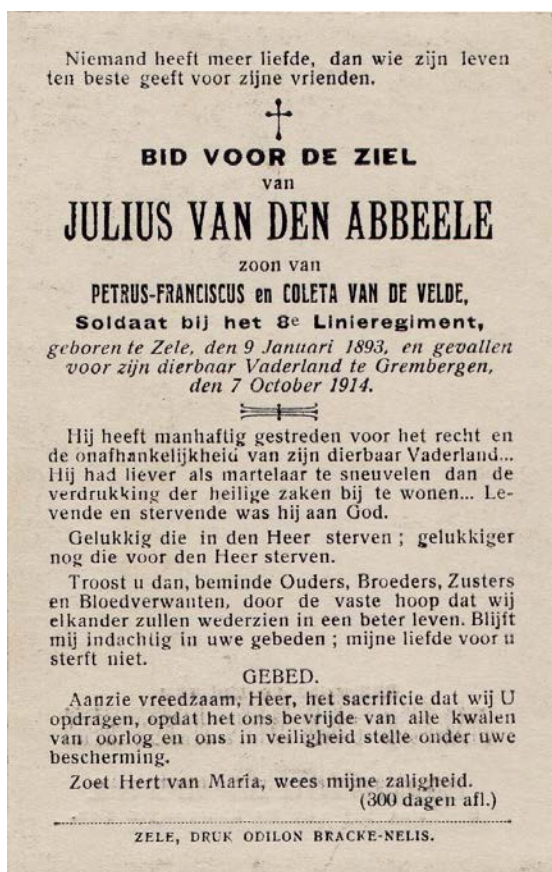 Niemand heeft meer liefde, dan wie zijn leven
ten beste geeft voor zijne vrienden.
BID VOOR DE ZIEL
van
JULIUS VAN DEN ABBEELE
zoon van
PETRUS-FRANCISCUS en COLETA VAN DE VELDE,
Soldaat bij het 8e Linieregiment,
geboren te Zele, den 9 Januari 1893, en gevallen
voor zijn dierbaar Vaderland te Grembergen,
den 7 October 1914.
Hij heeft manhaftig gestreden voor het recht en
de onafhankelijkheid van zijn dierbaar Vaderland...
Hij had liever als martelaar te sneuvelen dan de
verdrukking der heilige zaken bij te wonen... Le-
vende en stervende was hij aan God.
Gelukkig die in den Heer sterven ; gelukkiger
nog die voor den Heer sterven.
Troost u dan, beminde Ouders, Broeders, Zusters
en Bloedverwanten, door de vaste hoop dat wij
elkander zullen wederzien in een beter leven. Blijft
mij indachtig in uwe gebeden ; mijne liefde voor u
sterft niet.
GEBED.
Aanzie vreedzaam, Heer, het sacrificie dat wij U
opdragen, opdat het ons bevrijde van alle kwalen
van oorlog en ons in veiligheid stelle onder uwe
bescherming.
Zoet Hert van Maria, wees mijne zaligheid.
(300 dagen afl.)
ZELE, DRUK ODILON BRACKE-NELIS.